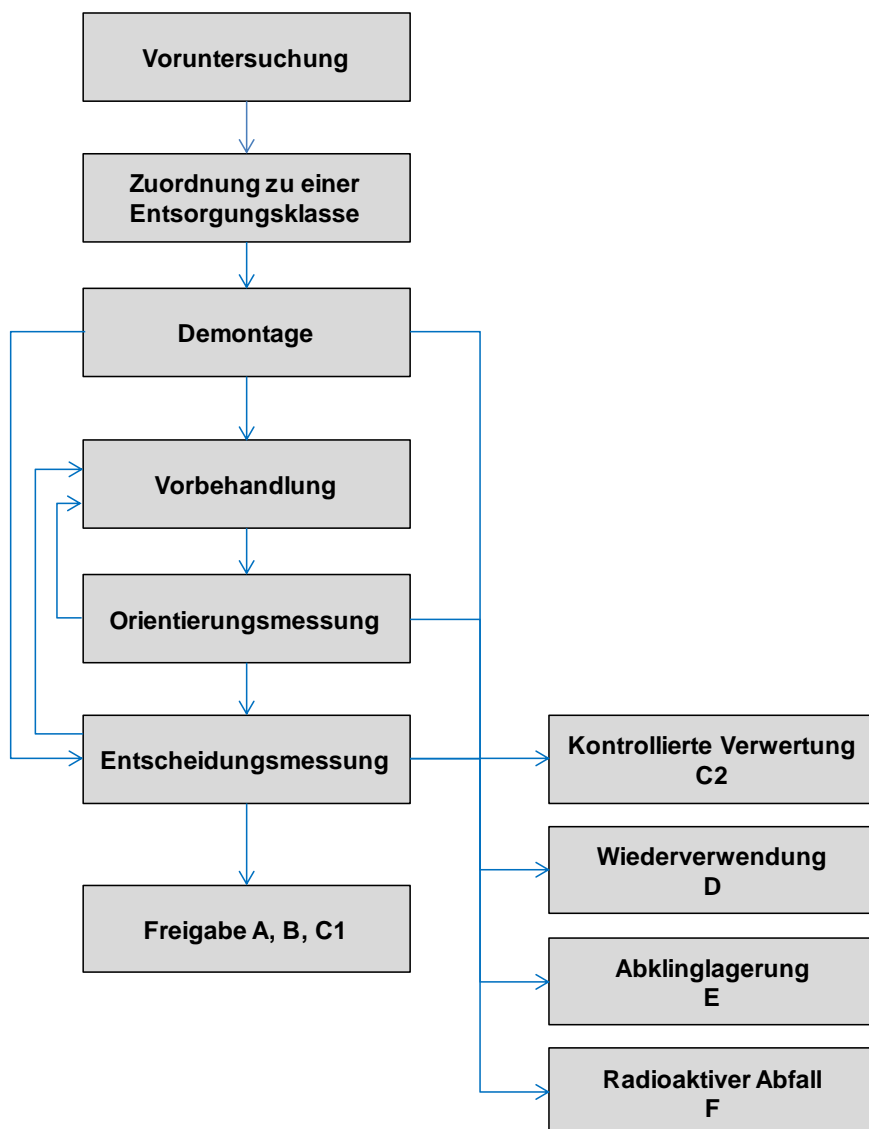 Voruntersuchung
Zuordnung zu einer
Entsorgungsklasse
Demontage
Vorbehandlung
Orientierungsmessung
Entscheidungsmessung
Freigabe A, B, C1
Kontrollierte Verwertung
C2
Wiederverwendung
D
Abklinglagerung
E
Radioaktiver Abfall
F